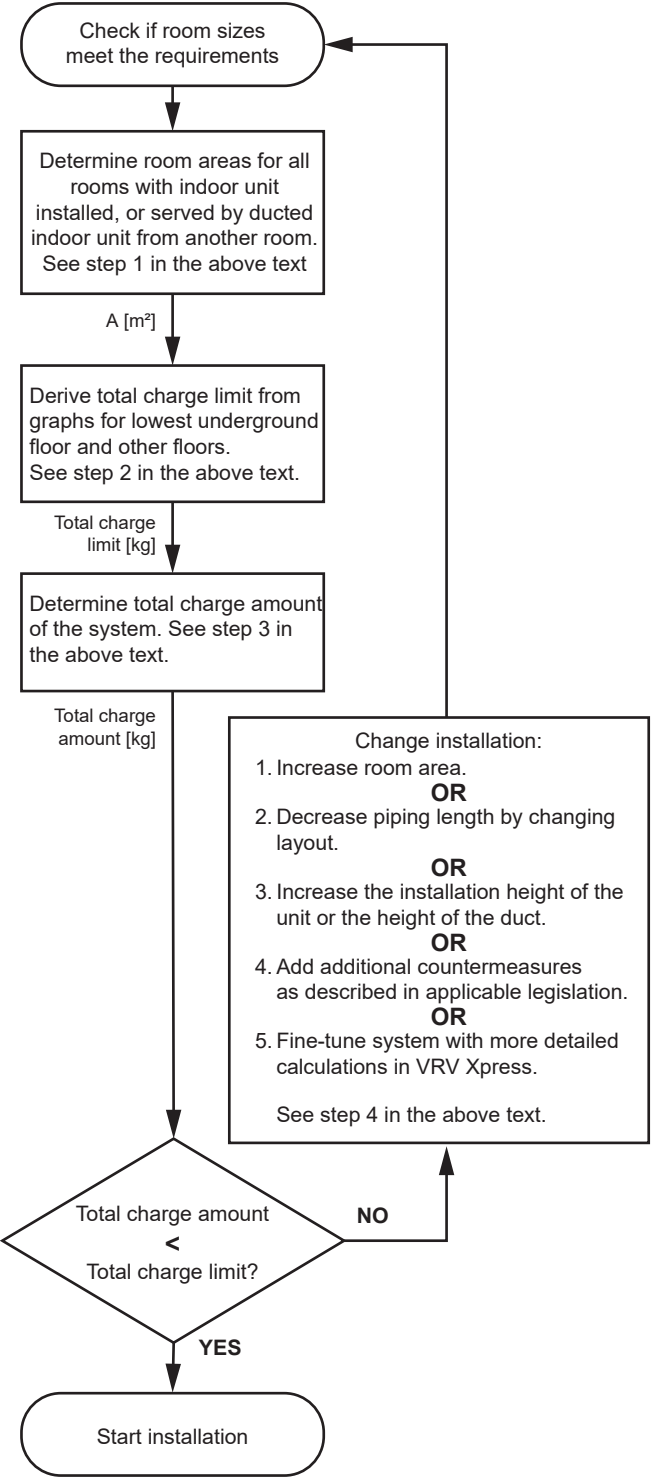 Check if room sizes
meet the requirements
Determine room areas for all
rooms with indoor unit
installed, or served by ducted
indoor unit from another room.
See step 1 in the above text
A [m²]
Derive total charge limit from
graphs for lowest underground
floor and other floors.
See step 2 in the above text.
Total charge
limit [kg]
Determine total charge amount
of the system. See step 3 in
the above text.
Total charge
amount [kg]
Change installation:
1. Increase room area.
OR
2. Decrease piping length by changing
layout.
OR
3. Increase the installation height of the
unit or the height of the duct.
OR
4. Add additional countermeasures
as described in applicable legislation.
OR
5. Fine-tune system with more detailed
calculations in VRV Xpress.
See step 4 in the above text.
Total charge amount
<
Total charge limit?
NO
YES
Start installation